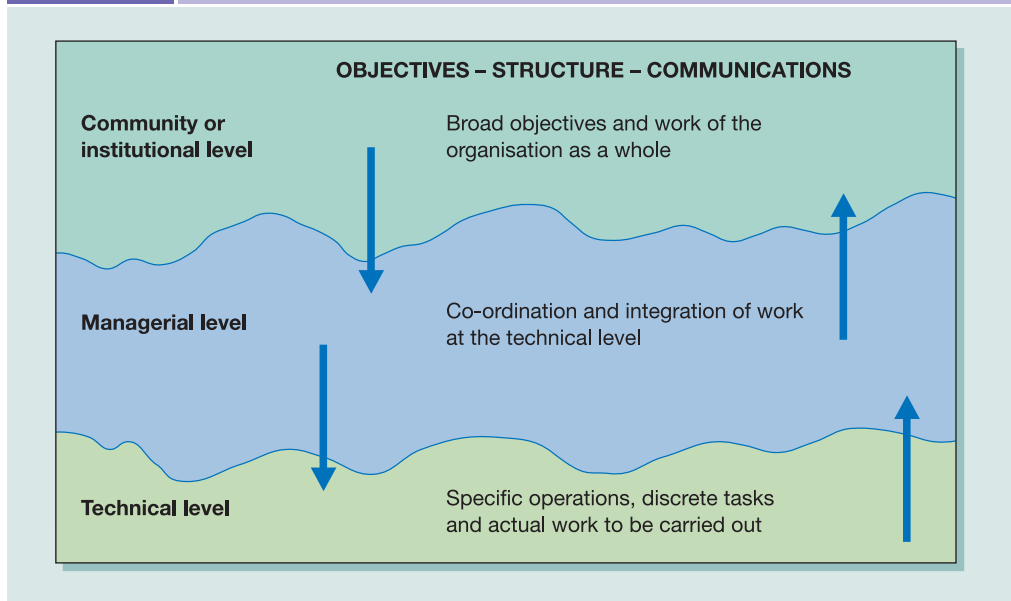 OBJECTIVES – STRUCTURE – COMMUNICATIONS
Community or
institutional level
Broad objectives and work of the
organisation as a whole
Managerial level
Co-ordination and integration of work
at the technical level
Technical level
Specific operations, discrete tasks
and actual work to be carried out